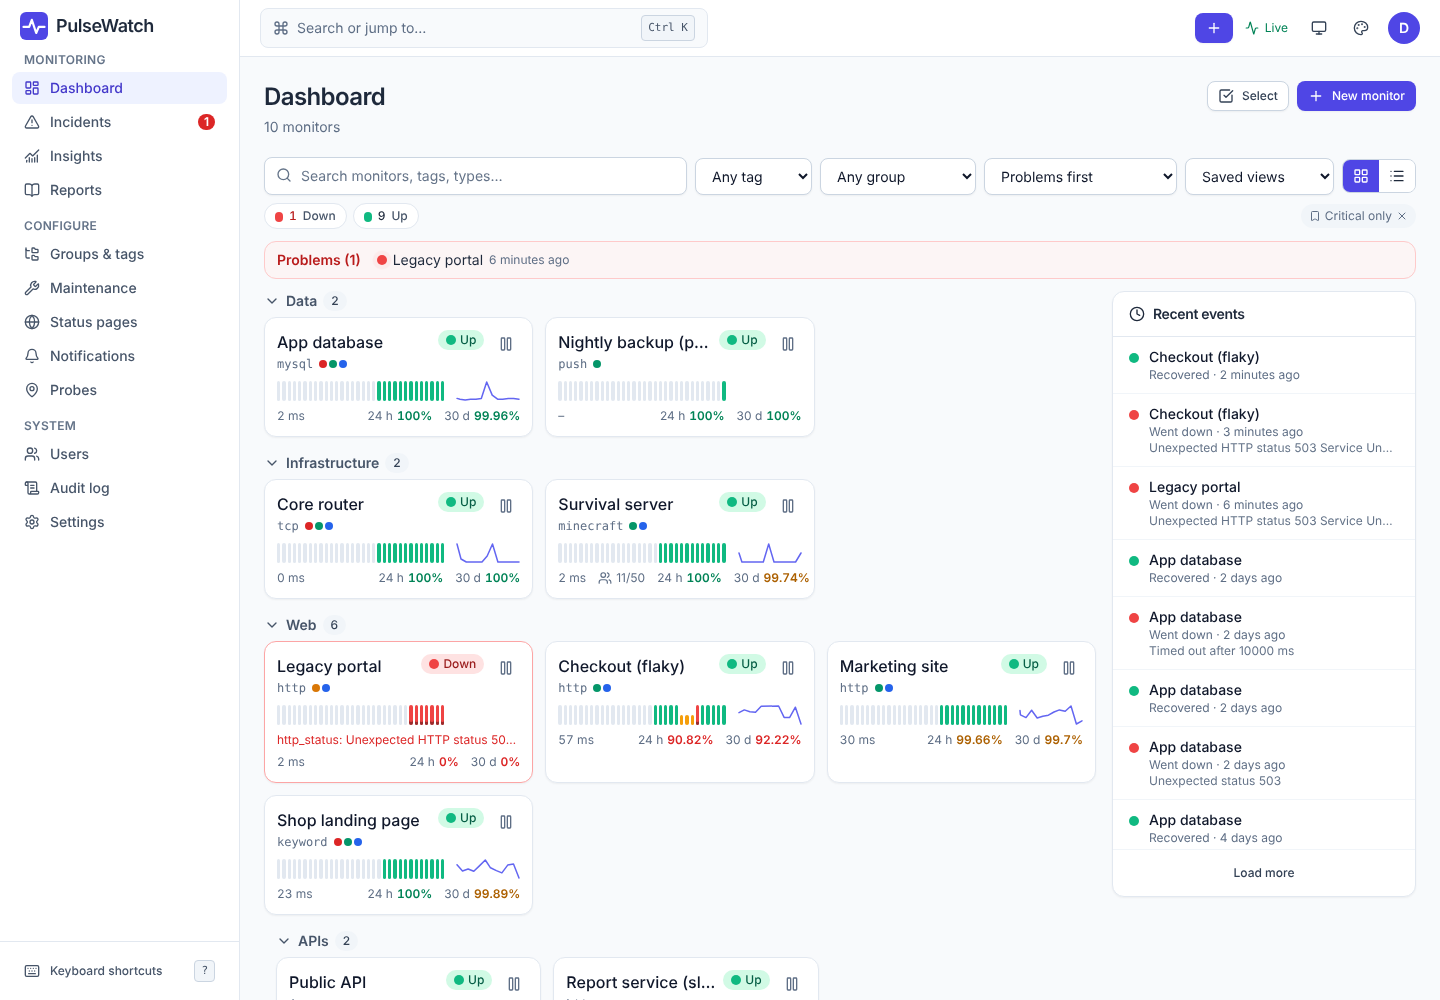 PulseWatch
MONITORING
Dashboard
Incidents
1
Insights
Reports
CONFIGURE
Groups & tags
Maintenance
Status pages
Notifications
Probes
SYSTEM
Users
Audit log
Settings
Keyboard shortcuts
?
Search or jump to...
Ctrl K
Live
D
Dashboard
10 monitors
Select
New monitor
Search monitors, tags, types...
Any tag
Any group
Problems first
Saved views
1 Down
9 Up
Critical only
Problems (1)
Legacy portal 6 minutes ago
Data 2
App database
Up
mysql
2 ms 24 h 100% 30 d 99.96%
Nightly backup (p...
Up
push
– 24 h 100% 30 d 100%
Infrastructure 2
Core router
Up
tcp
0 ms 24 h 100% 30 d 100%
Survival server
Up
minecraft
2 ms 11/50 24 h 100% 30 d 99.74%
Web 6
Legacy portal
Down
http
http_status: Unexpected HTTP status 50...
2 ms 24 h 0% 30 d 0%
Checkout (flaky)
Up
http
57 ms 24 h 90.82% 30 d 92.22%
Marketing site
Up
http
30 ms 24 h 99.66% 30 d 99.7%
Shop landing page
Up
keyword
23 ms 24 h 100% 30 d 99.89%
APIs 2
Public API
Up
Report service (sl...
Up
Recent events
Checkout (flaky)
Recovered · 2 minutes ago
Checkout (flaky)
Went down · 3 minutes ago
Unexpected HTTP status 503 Service Un...
Legacy portal
Went down · 6 minutes ago
Unexpected HTTP status 503 Service Un...
App database
Recovered · 2 days ago
App database
Went down · 2 days ago
Timed out after 10000 ms
App database
Recovered · 2 days ago
App database
Went down · 2 days ago
Unexpected status 503
App database
Recovered · 4 days ago
Load more